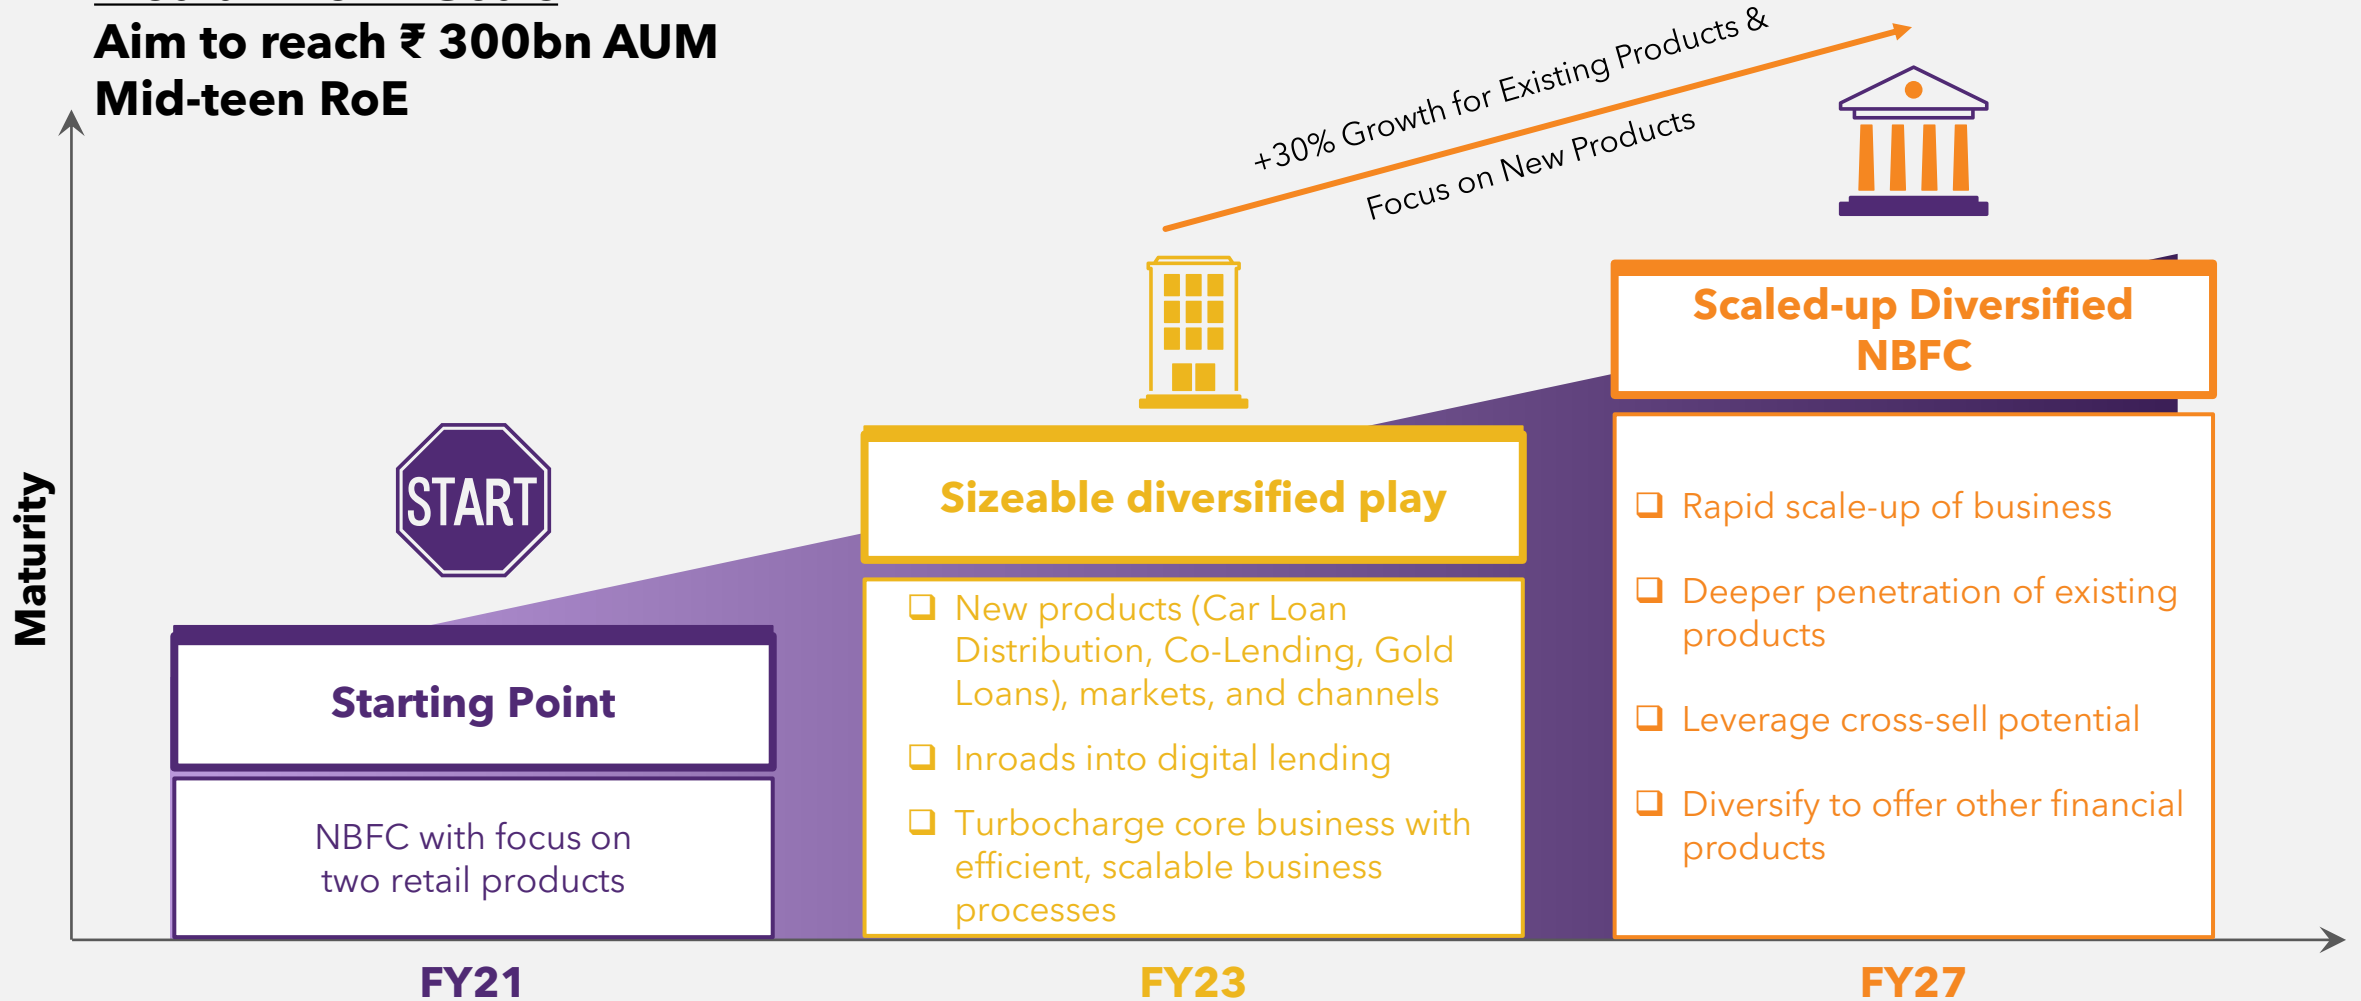 Aim to reach ₹ 300bn AUM
Mid-teen RoE
+30% Growth for Existing Products &
Focus on New Products
Maturity
START
Starting Point
NBFC with focus on
two retail products
FY21
Sizeable diversified play
❑ New products (Car Loan
Distribution, Co-Lending, Gold
Loans), markets, and channels
❑ Inroads into digital lending
❑ Turbocharge core business with
efficient, scalable business
processes
FY23
Scaled-up Diversified
NBFC
❑ Rapid scale-up of business
❑ Deeper penetration of existing
products
❑ Leverage cross-sell potential
❑ Diversify to offer other financial
products
FY27